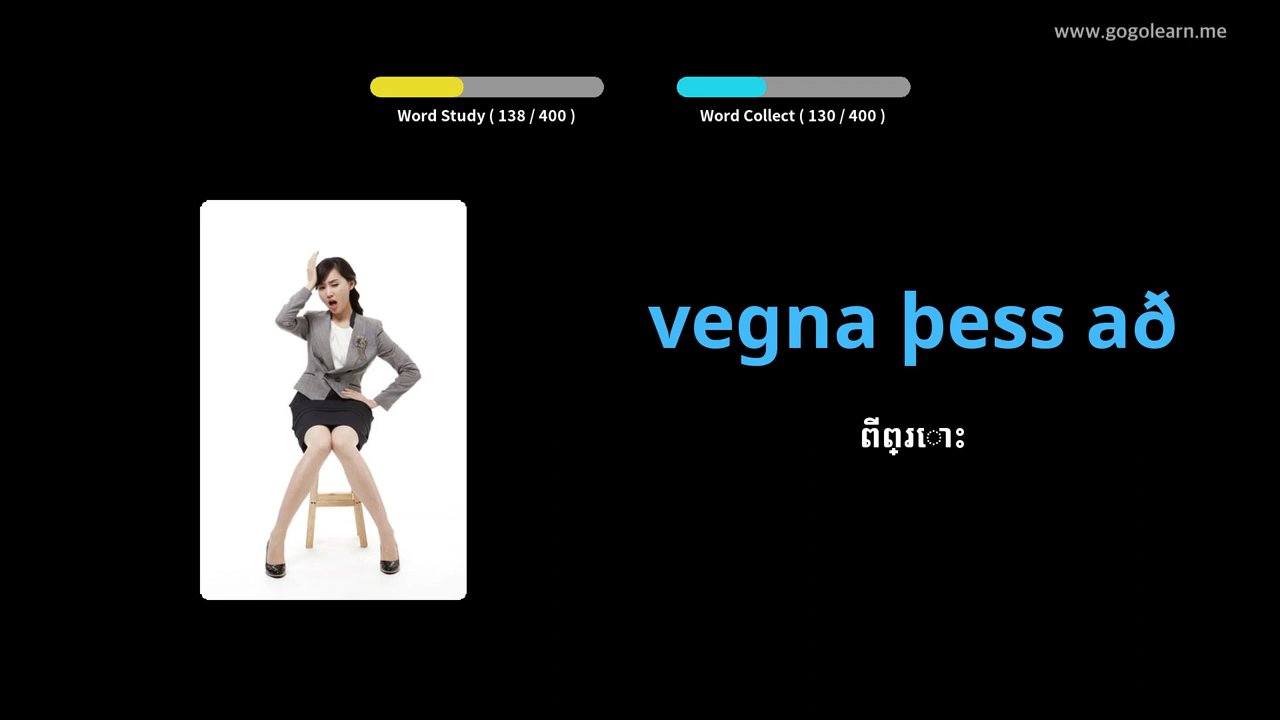 www.gogolearn.me
Word Study ( 138 / 400 )
Word Collect ( 130 / 400 )
vegna þess að
ពីព្រោះ